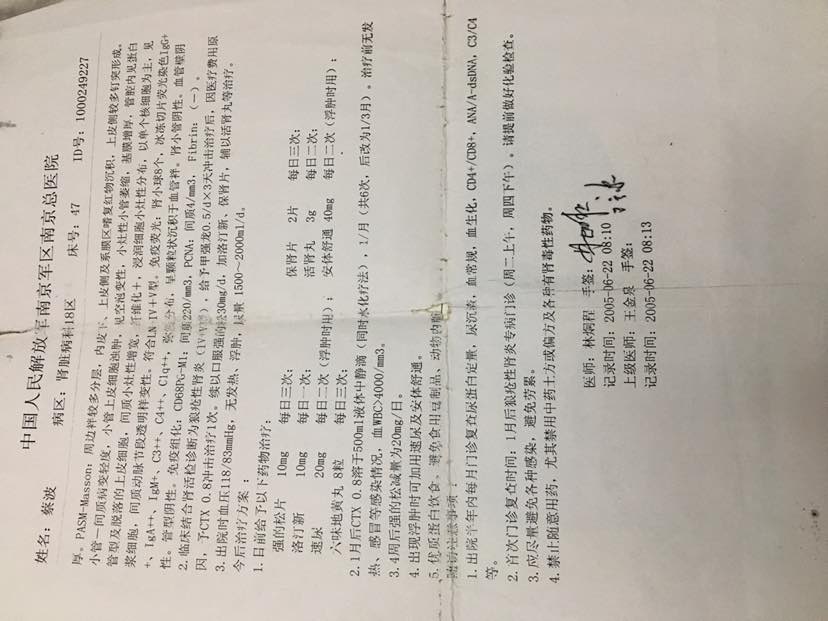 中国人民解放军南京军区南京总医院
姓名: 蔡波 病区: 肾脏病科18区 床号: 47 ID号: 1000249227
厚。PASM-Masson: 周边袢较多分层, 内皮下、上皮侧及系膜区嗜复红物沉积, 上皮侧较多钉突形成。
小管-间质病变轻度, 小管上皮细胞浊肿, 见空泡变性, 小灶性小管萎缩, 基膜增厚, 管腔内见蛋白
管型及脱落的上皮细胞, 间质小灶性增宽, 纤维化+, 浸润细胞小灶性分布, 以单个核细胞为主, 见
浆细胞, 间质动脉节段透明样变性。符合LN-IV+V型。免疫荧光: 肾小球8个, 冰冻切片荧光染色IgG+
+、IgA++、IgM+、C3++、C4++、C1q++, 弥漫分布, 呈颗粒状沉积于血管袢。肾小管阴性。血管壁阴
性。管型阴性。免疫组化: CD68PG-M1: 间质220/mm3, PCNA: 间质4/mm3, Fibrin: (－)。
2. 临床结合肾活检诊断为狼疮性肾炎 (IV+V型), 给予甲强龙0.5/d×3天冲击治疗后, 因医疗费用原
因, 予CTX 0.8冲击治疗1次。续以口服强的松30mg/d, 加洛汀新、保肾片, 辅以活肾丸等治疗。
3. 出院时血压118/83mmHg, 无发热、浮肿, 尿量 1500～2000ml/d。
今后治疗方案:
1. 目前给予以下药物治疗:
强的松片 10mg 每日三次; 保肾片 2片 每日三次;
洛汀新 10mg 每日一次; 活肾丸 3g 每日二次;
速尿 20mg 每日二次 (浮肿时用); 安体舒通 40mg 每日二次 (浮肿时用);
六味地黄丸 8粒 每日三次;
2. 1月后CTX 0.8溶于500ml液体中静滴 (同时水化疗法), 1/月 (共6次, 后改为1/3月)。治疗前无发
热、感冒等感染情况, 血WBC>4000/mm3。
3. 4周后强的松减量为20mg/日。
4. 出现浮肿时可加用速尿及安体舒通。
5. 优质蛋白饮食。避免食用豆制品、动物内脏
随访注意事项:
1. 出院半年内每月门诊复查尿蛋白定量, 尿沉素, 血常规, 血生化, CD4+/CD8+, ANA/A-dsDNA, C3/C4
等。
2. 首次门诊复查时间: 1月后狼疮性肾炎专病门诊 (周二上午, 周四下午)。请提前做好化验检查。
3. 应尽量避免各种感染, 避免劳累。
4. 禁止随意用药, 尤其禁用中药土方或偏方及各种有肾毒性药物。
医师: 林炯程 手签:
记录时间: 2005-06-22 08:10
上级医师: 王金泉 手签:
记录时间: 2005-06-22 08:13